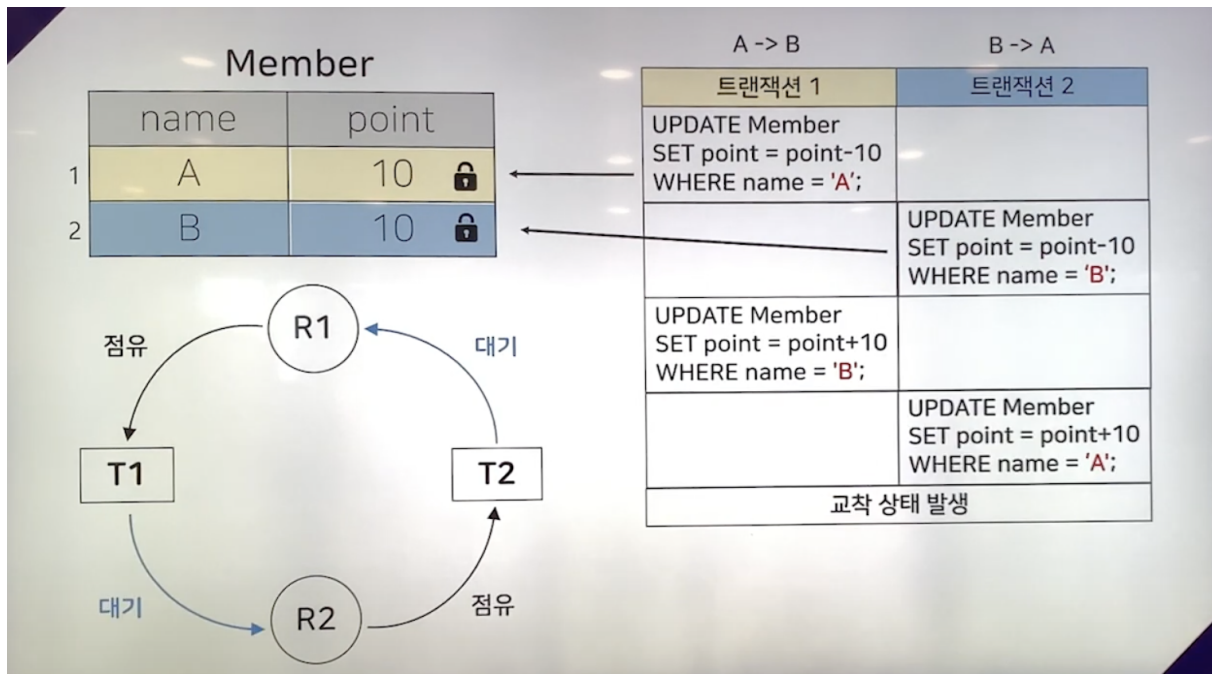 Member
name point
1 A 10
2 B 10
R1
점유
대기
T1
T2
대기
점유
R2
A -> B B -> A
트랜잭션 1 트랜잭션 2
UPDATE Member
SET point = point-10
WHERE name = 'A';
UPDATE Member
SET point = point-10
WHERE name = 'B';
UPDATE Member
SET point = point+10
WHERE name = 'B';
UPDATE Member
SET point = point+10
WHERE name = 'A';
교착 상태 발생